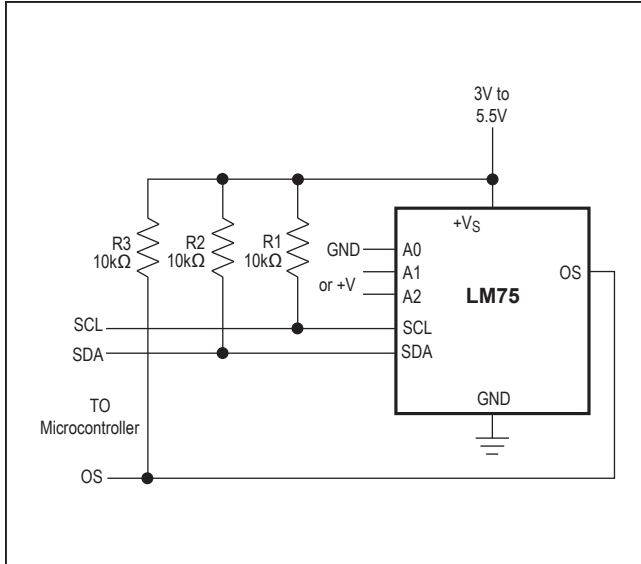 3V to
5.5V
+VS
R3
10kΩ
R2
10kΩ
R1
10kΩ
GND
or +V
A0
A1
A2
LM75
OS
SCL
SDA
SCL
SDA
GND
TO
Microcontroller
OS